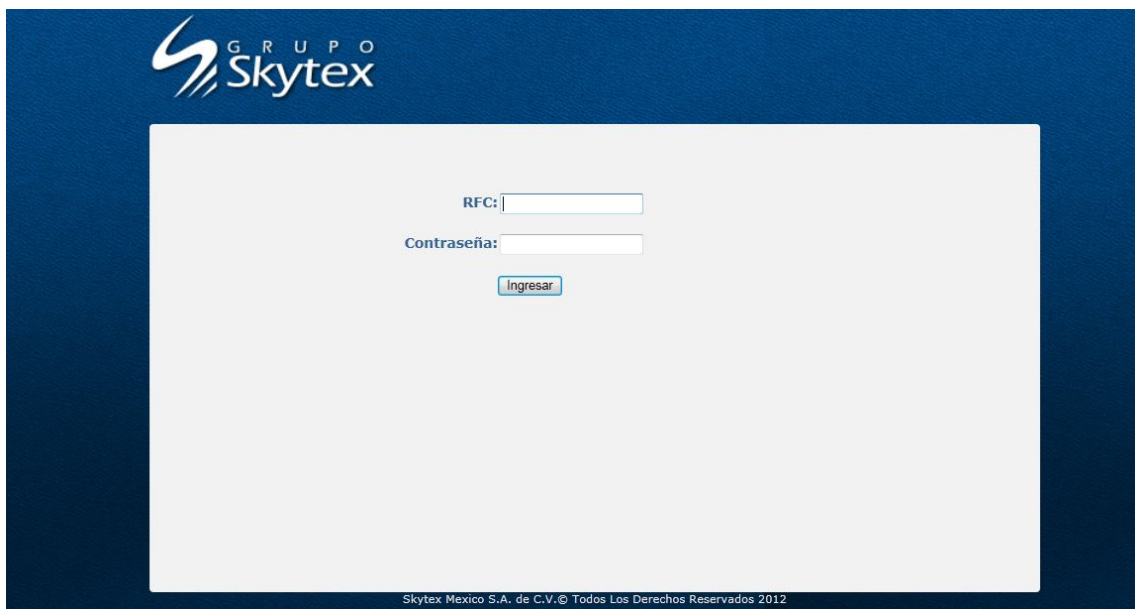 GRUPO
Skytex
RFC:
Contraseña:
Ingresar
Skytex Mexico S.A. de C.V.© Todos Los Derechos Reservados 2012